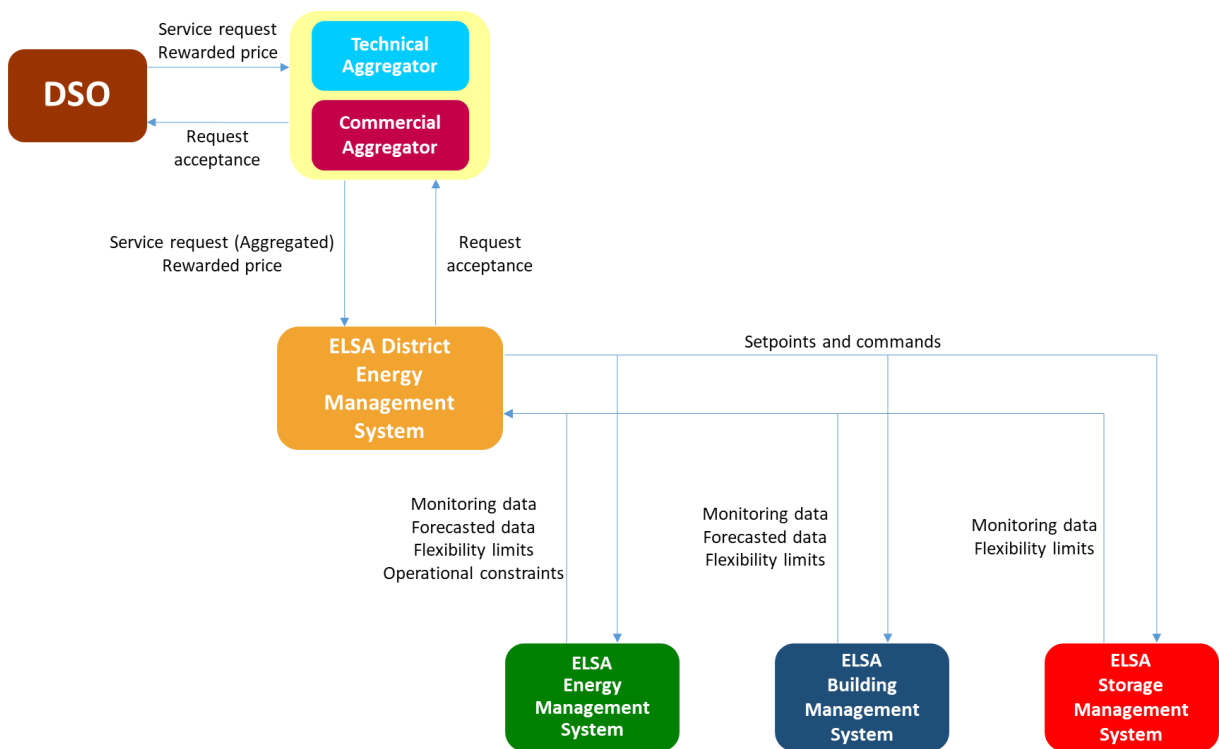 Service request
Rewarded price
DSO
Technical
Aggregator
Commercial
Aggregator
Request
acceptance
Service request (Aggregated)
Rewarded price
Request
acceptance
ELSA District
Energy
Management
System
Setpoints and commands
Monitoring data
Forecasted data
Flexibility limits
Operational constraints
Monitoring data
Forecasted data
Flexibility limits
Monitoring data
Flexibility limits
ELSA
Energy
Management
System
ELSA
Building
Management
System
ELSA
Storage
Management
System